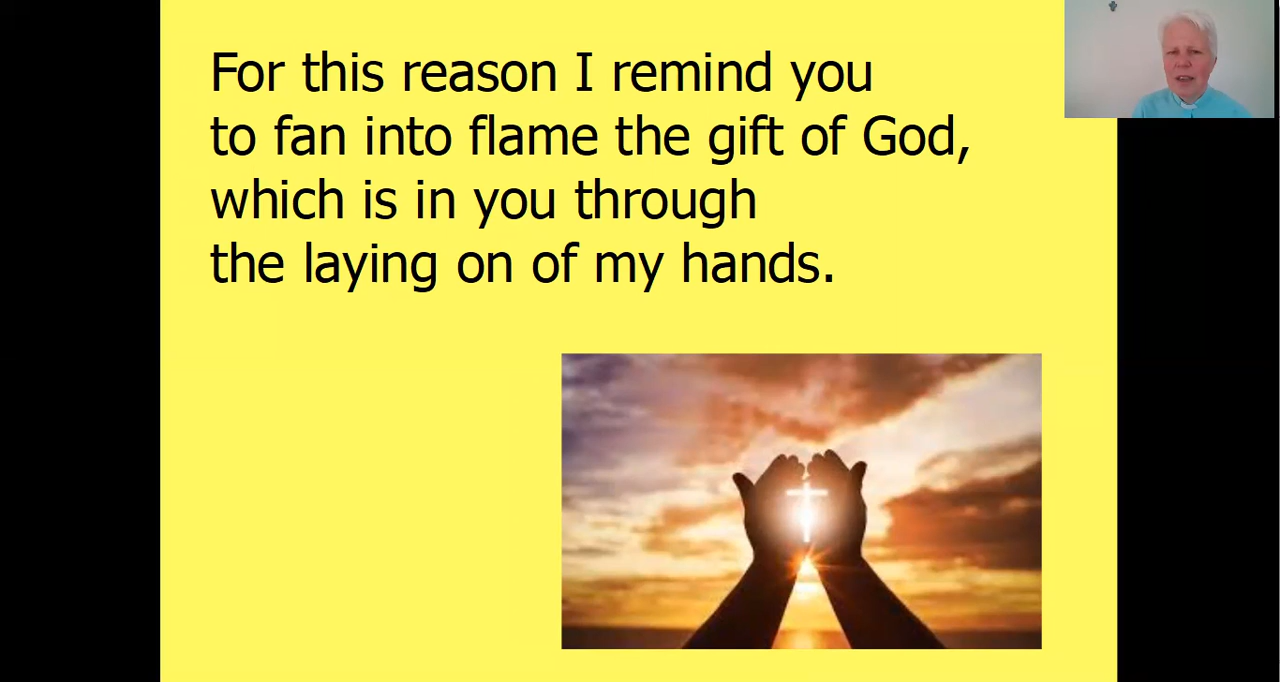 For this reason I remind you
to fan into flame the gift of God,
which is in you through
the laying on of my hands.